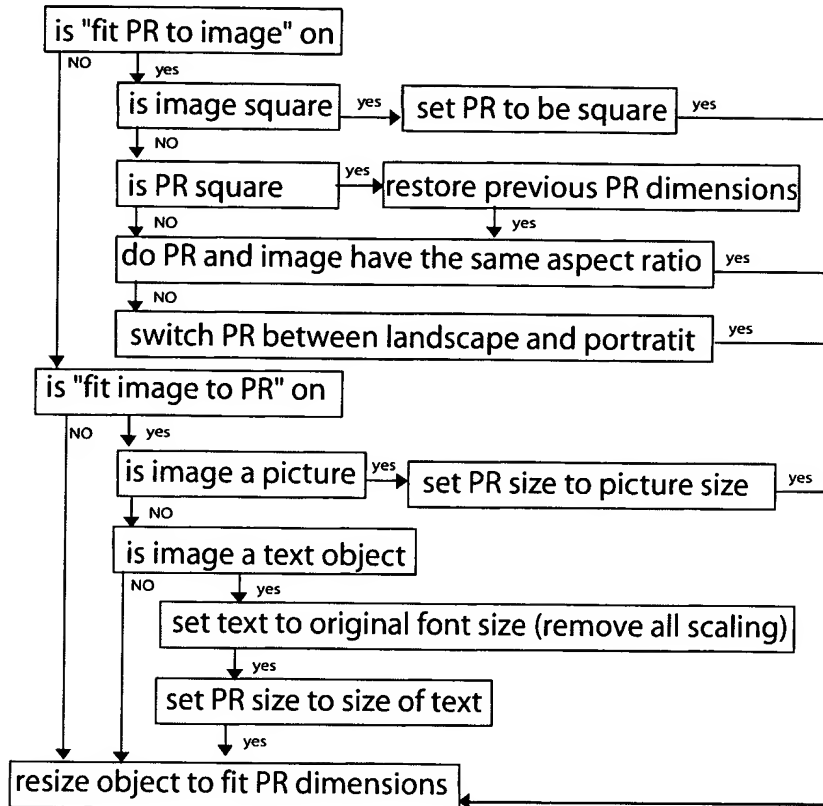 is "fit PR to image" on
NO
yes
is image square
yes
set PR to be square
yes
NO
is PR square
yes
restore previous PR dimensions
NO
yes
do PR and image have the same aspect ratio
yes
NO
switch PR between landscape and portratit
yes
is "fit image to PR" on
NO
yes
is image a picture
yes
set PR size to picture size
yes
NO
is image a text object
NO
yes
set text to original font size (remove all scaling)
yes
set PR size to size of text
yes
resize object to fit PR dimensions